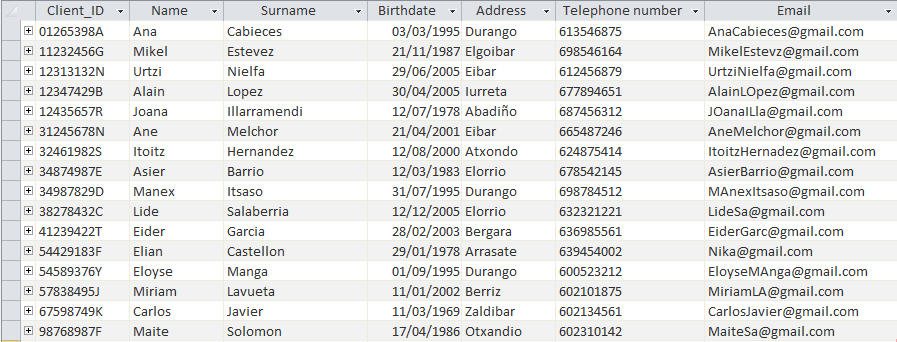 Client_ID Name Surname Birthdate Address Telephone number Email
01265398A Ana Cabieces 03/03/1995 Durango 613546875 AnaCabieces@gmail.com
11232456G Mikel Estevez 21/11/1987 Elgoibar 698546164 MikelEstevz@gmail.com
12313132N Urtzi Nielfa 29/06/2005 Eibar 612456879 UrtziNielfa@gmail.com
12347429B Alain Lopez 30/04/2005 Iurreta 677894651 AlainLOpez@gmail.com
12435657R Joana Illarramendi 12/07/1978 Abadiño 687456312 JOanaILla@gmail.com
31245678N Ane Melchor 21/04/2001 Eibar 665487246 AneMelchor@gmail.com
32461982S Itoitz Hernandez 12/08/2000 Atxondo 624875414 ItoitzHernadez@gmail.com
34874987E Asier Barrio 12/03/1983 Elorrio 678542145 AsierBarrio@gmail.com
34987829D Manex Itsaso 31/07/1995 Durango 698784512 MAnexItsaso@gmail.com
38278432C Lide Salaberria 12/12/2005 Elorrio 632321221 LideSa@gmail.com
41239422T Eider Garcia 28/02/2003 Bergara 636985561 EiderGarc@gmail.com
54429183F Elian Castellon 29/01/1978 Arrasate 639454002 Nika@gmail.com
54589376Y Eloyse Manga 01/09/1995 Durango 600523212 EloyseMAnga@gmail.com
57838495J Miriam Lavueta 11/01/2002 Berriz 602101875 MiriamLA@gmail.com
67598749K Carlos Javier 11/03/1969 Zaldibar 602134561 CarlosJavier@gmail.com
98768987F Maite Solomon 17/04/1986 Otxandio 602310142 MaiteSa@gmail.com